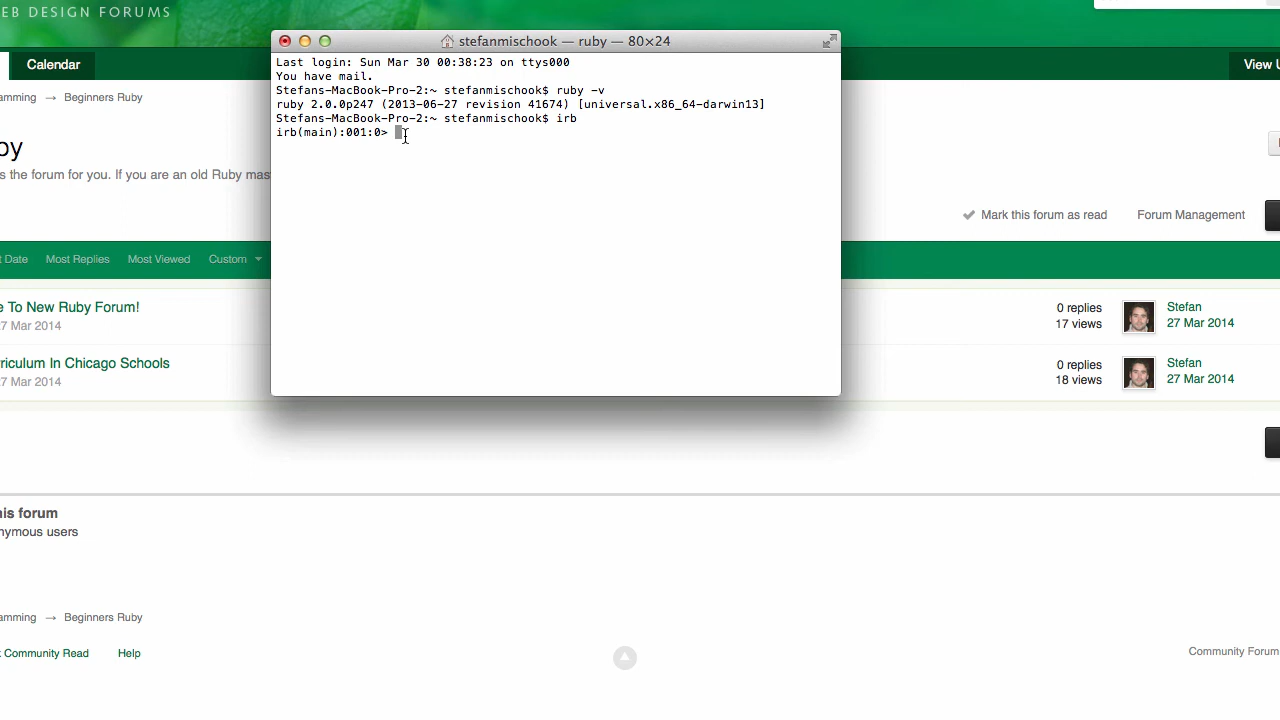 EB DESIGN FORUMS
stefanmischook — ruby — 80×24
Calendar
View U
Last login: Sun Mar 30 00:38:23 on ttys000
You have mail.
Stefans-MacBook-Pro-2:~ stefanmischook$ ruby -v
ruby 2.0.0p247 (2013-06-27 revision 41674) [universal.x86_64-darwin13]
Stefans-MacBook-Pro-2:~ stefanmischook$ irb
irb(main):001:0>
amming → Beginners Ruby
by
s the forum for you. If you are an old Ruby mas
Mark this forum as read
Forum Management
t Date Most Replies Most Viewed Custom
e To New Ruby Forum!
27 Mar 2014
0 replies
17 views
Stefan
27 Mar 2014
riculum In Chicago Schools
27 Mar 2014
0 replies
18 views
Stefan
27 Mar 2014
his forum
nymous users
amming → Beginners Ruby
Community Read Help
Community Forum